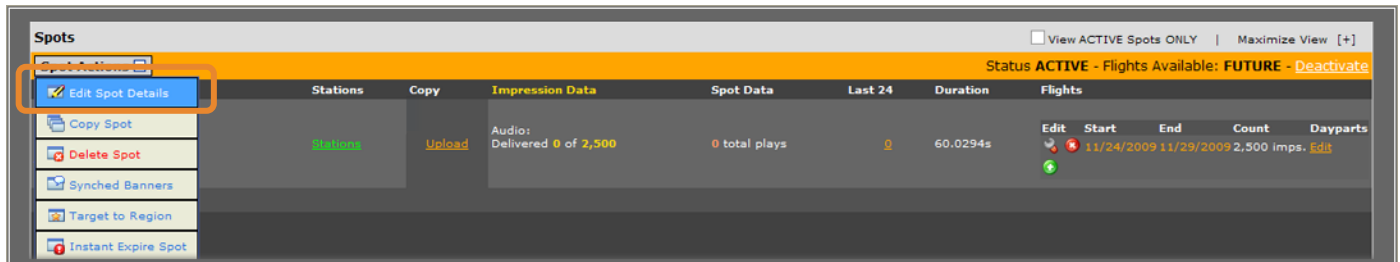 Spots
View ACTIVE Spots ONLY | Maximize View [+]
Spot Actions
Status ACTIVE - Flights Available: FUTURE - Deactivate
Edit Spot Details
Stations Copy Impression Data Spot Data Last 24 Duration Flights
Copy Spot
Delete Spot
Synched Banners
Target to Region
Instant Expire Spot
Stations
Upload
Audio:
Delivered 0 of 2,500
0 total plays
0
60.0294s
Edit Start End Count Dayparts
11/24/2009 11/29/2009 2,500 imps. Edit